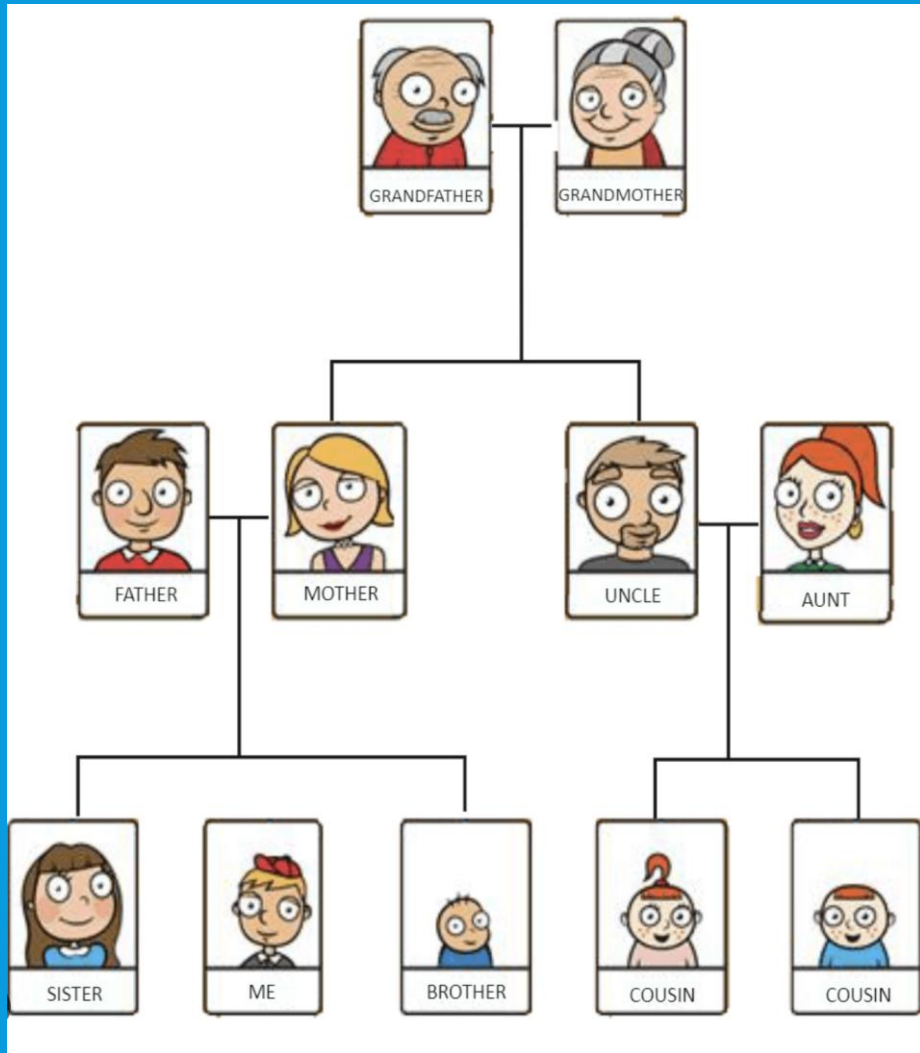 GRANDFATHER
GRANDMOTHER
FATHER
MOTHER
UNCLE
AUNT
SISTER
ME
BROTHER
COUSIN
COUSIN